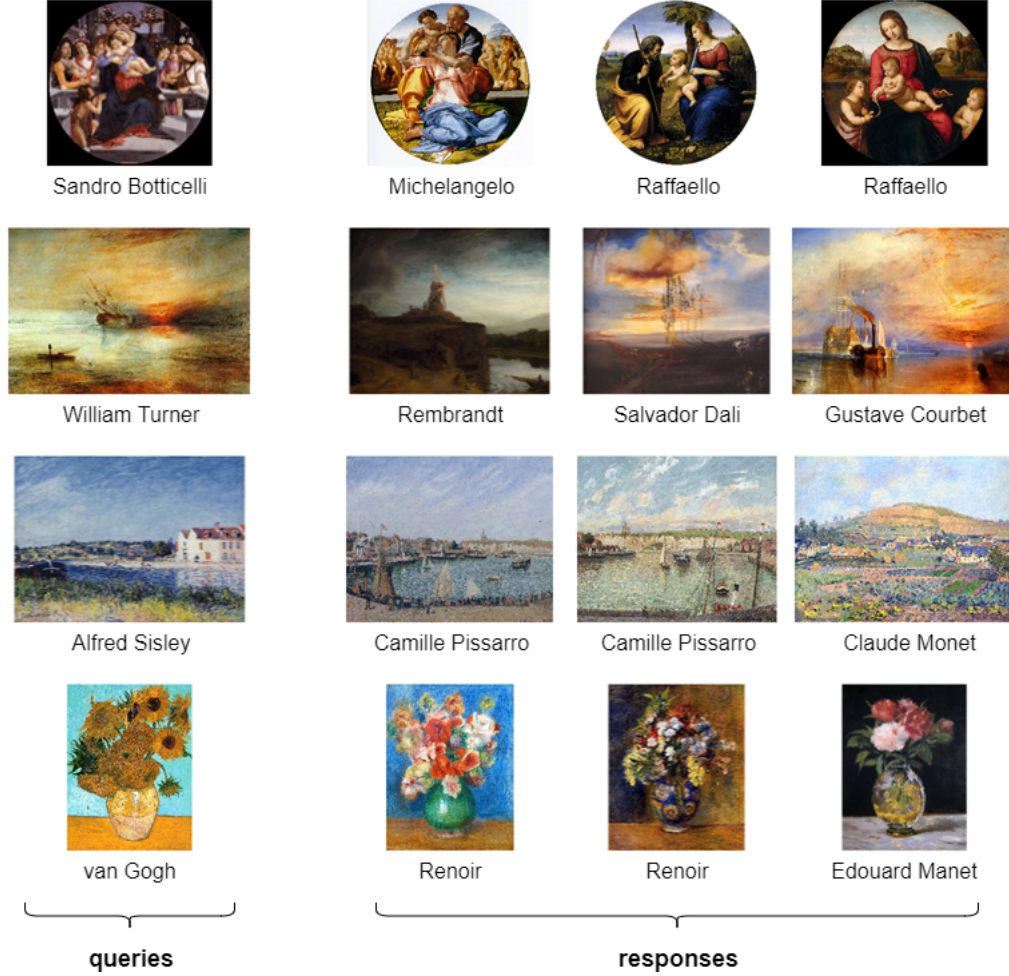 Sandro Botticelli
Michelangelo
Raffaello
Raffaello
William Turner
Rembrandt
Salvador Dali
Gustave Courbet
Alfred Sisley
Camille Pissarro
Camille Pissarro
Claude Monet
van Gogh
Renoir
Renoir
Edouard Manet
queries
responses